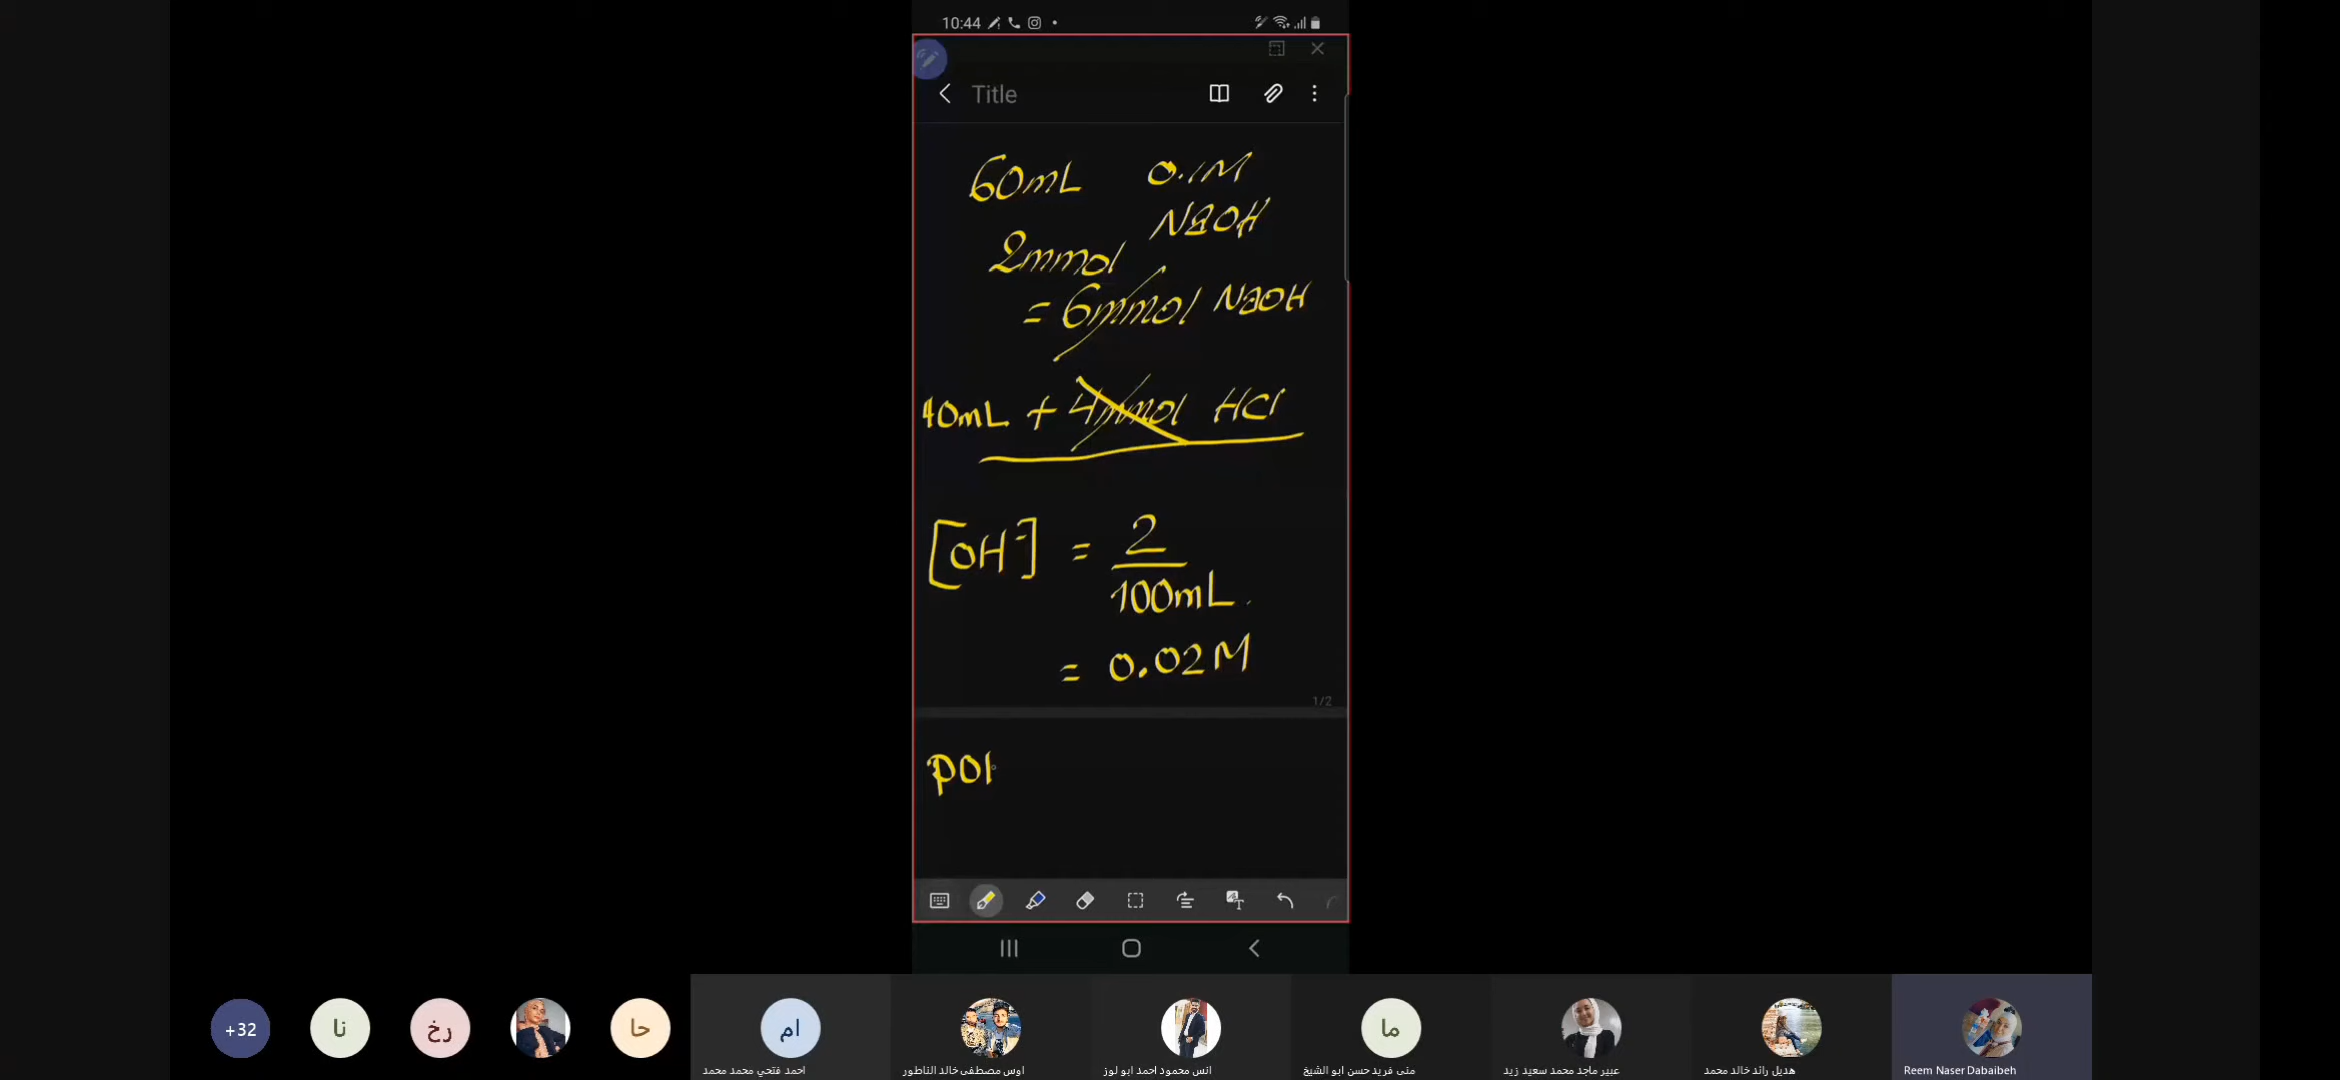 10:44
Title
60mL 0.1M
NaOH
2mmol
= 6mmol NaOH
40mL + 4mmol HCl
[OH-] = 2
100mL
= 0.02M
1/2
pOH
+32
نا
رخ
حا
ام
ما
احمد فتحي محمد محمد
اوس مصطفى خالد الناطور
انس محمود احمد ابو لوز
منى فريد حسن ابو الشيخ
عبير ماجد محمد سعيد زيد
هديل رائد خالد محمد
Reem Naser Dabaibeh